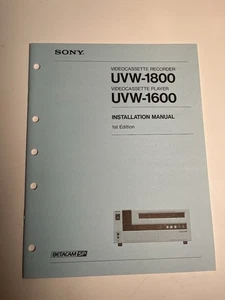 SONY
VIDEOCASSETTE RECORDER
UVW-1800
VIDEOCASSETTE PLAYER
UVW-1600
INSTALLATION MANUAL
1st Edition
BETACAM SP